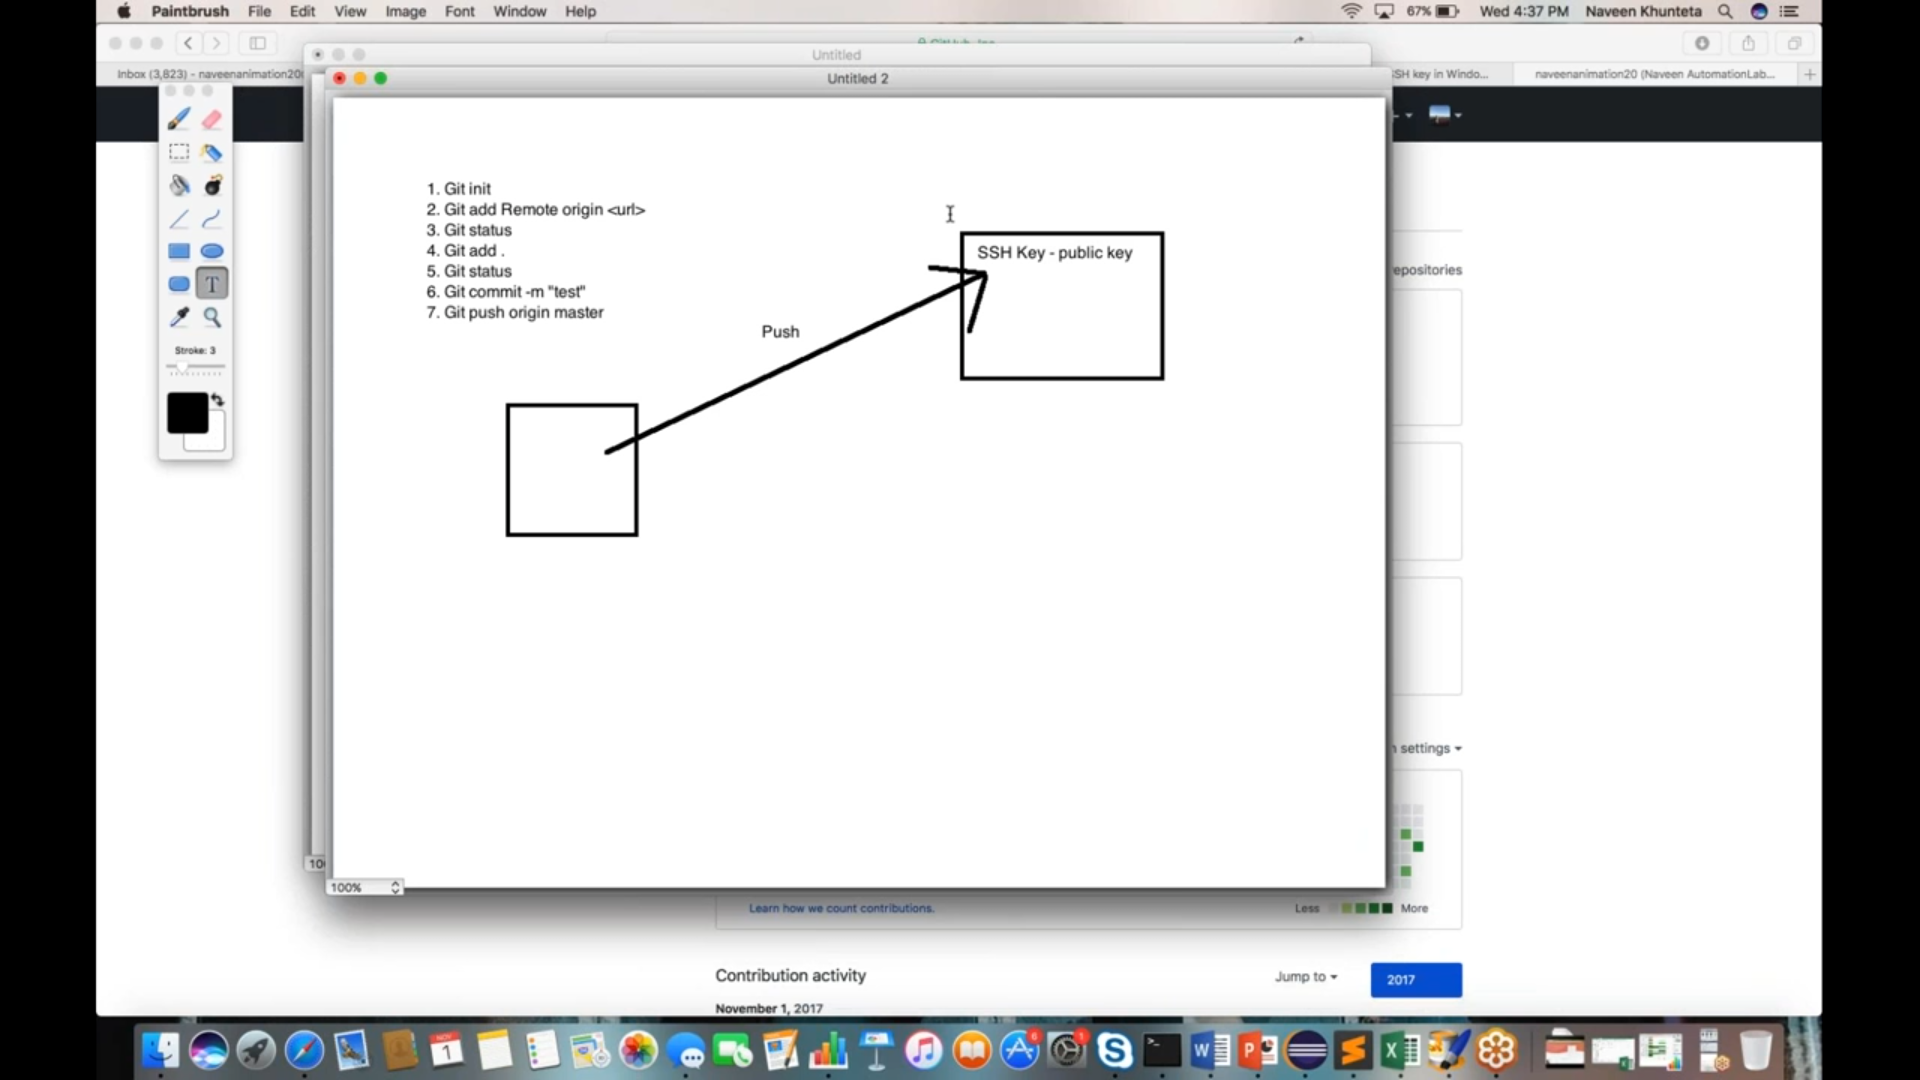 Paintbrush File Edit View Image Font Window Help 67% Wed 4:37 PM Naveen Khunteta
Untitled
Inbox (3,823) - naveenanimation20
Untitled 2
SH key in Windo...
naveenanimation20 (Naveen AutomationLab...
1. Git init
2. Git add Remote origin <url>
3. Git status
4. Git add .
5. Git status
6. Git commit -m "test"
7. Git push origin master
SSH Key - public key
Push
T
Stroke: 3
epositories
settings
100%
Learn how we count contributions.
Less More
Contribution activity
Jump to
2017
November 1, 2017
NOV
1